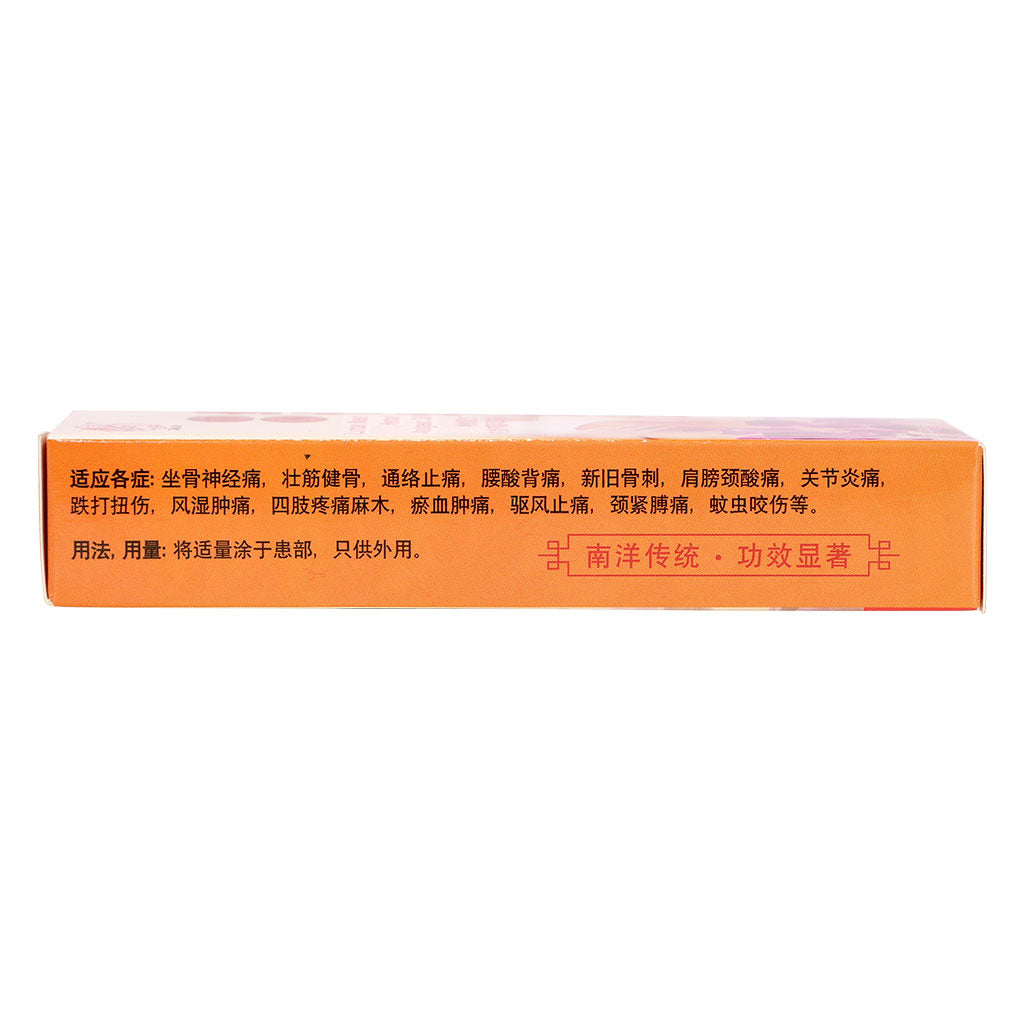 适应各症: 坐骨神经痛, 壮筋健骨, 通络止痛, 腰酸背痛, 新旧骨刺, 肩膀颈酸痛, 关节炎痛,
跌打扭伤, 风湿肿痛, 四肢疼痛麻木, 瘀血肿痛, 驱风止痛, 颈紧膊痛, 蚊虫咬伤等。
用法, 用量: 将适量涂于患部, 只供外用。
南洋传统·功效显著